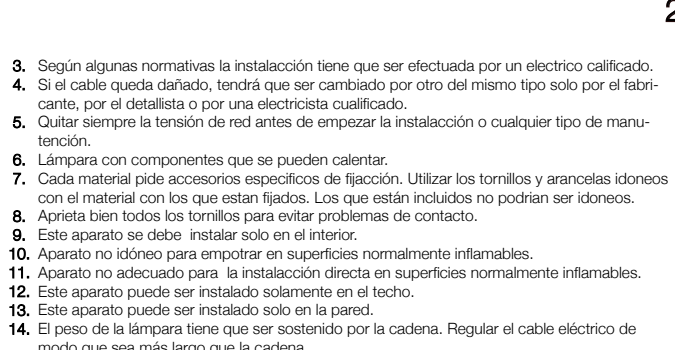 3. Según algunas normativas la instalacción tiene que ser efectuada por un electrico calificado.
4. Si el cable queda dañado, tendrá que ser cambiado por otro del mismo tipo solo por el fabri-
cante, por el detallista o por una electricista cualificado.
5. Quitar siempre la tensión de red antes de empezar la instalacción o cualquier tipo de manu-
tención.
6. Lámpara con componentes que se pueden calentar.
7. Cada material pide accesorios especificos de fijacción. Utilizar los tornillos y arancelas idoneos
con el material con los que estan fijados. Los que están incluidos no podrian ser idoneos.
8. Aprieta bien todos los tornillos para evitar problemas de contacto.
9. Este aparato se debe instalar solo en el interior.
10. Aparato no idóneo para empotrar en superficies normalmente inflamables.
11. Aparato no adecuado para la instalacción directa en superficies normalmente inflamables.
12. Este aparato puede ser instalado solamente en el techo.
13. Este aparato puede ser instalado solo en la pared.
14. El peso de la lámpara tiene que ser sostenido por la cadena. Regular el cable eléctrico de
modo que sea más largo que la cadena.